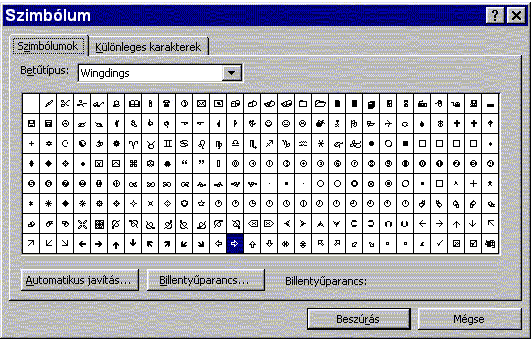 Szimbólum
Szimbólumok Különleges karakterek
Betűtípus: Wingdings
Automatikus javítás... Billentyűparancs... Billentyűparancs:
Beszúrás Mégse